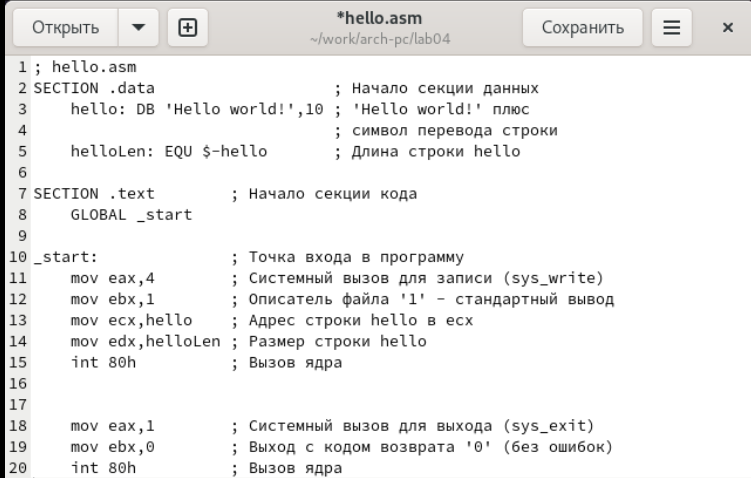 Открыть
*hello.asm
~/work/arch-pc/lab04
Сохранить
1 ; hello.asm
2 SECTION .data                   ; Начало секции данных
3     hello: DB 'Hello world!',10 ; 'Hello world!' плюс
4                                 ; символ перевода строки
5     helloLen: EQU $-hello       ; Длина строки hello
6
7 SECTION .text        ; Начало секции кода
8     GLOBAL _start
9
10 _start:              ; Точка входа в программу
11     mov eax,4        ; Системный вызов для записи (sys_write)
12     mov ebx,1        ; Описатель файла '1' - стандартный вывод
13     mov ecx,hello    ; Адрес строки hello в ecx
14     mov edx,helloLen ; Размер строки hello
15     int 80h          ; Вызов ядра
16
17
18     mov eax,1        ; Системный вызов для выхода (sys_exit)
19     mov ebx,0        ; Выход с кодом возврата '0' (без ошибок)
20     int 80h          ; Вызов ядра